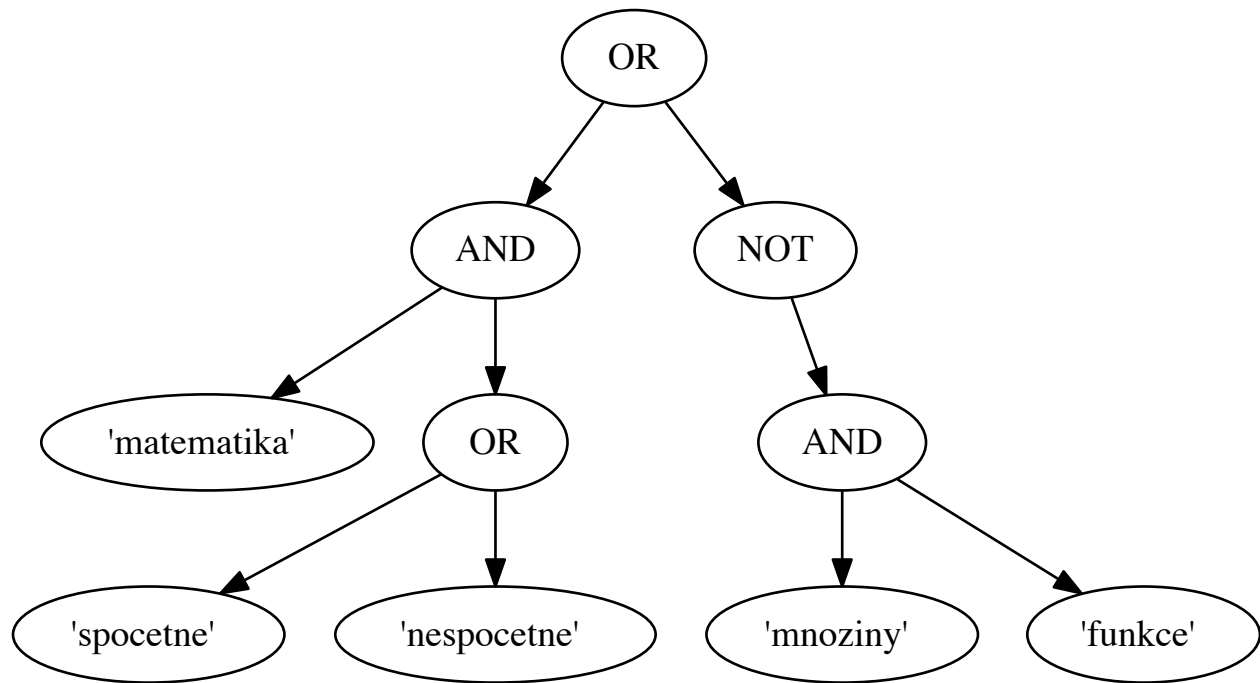 OR
AND
NOT
'matematika'
OR
AND
'spocetne'
'nespocetne'
'mnoziny'
'funkce'